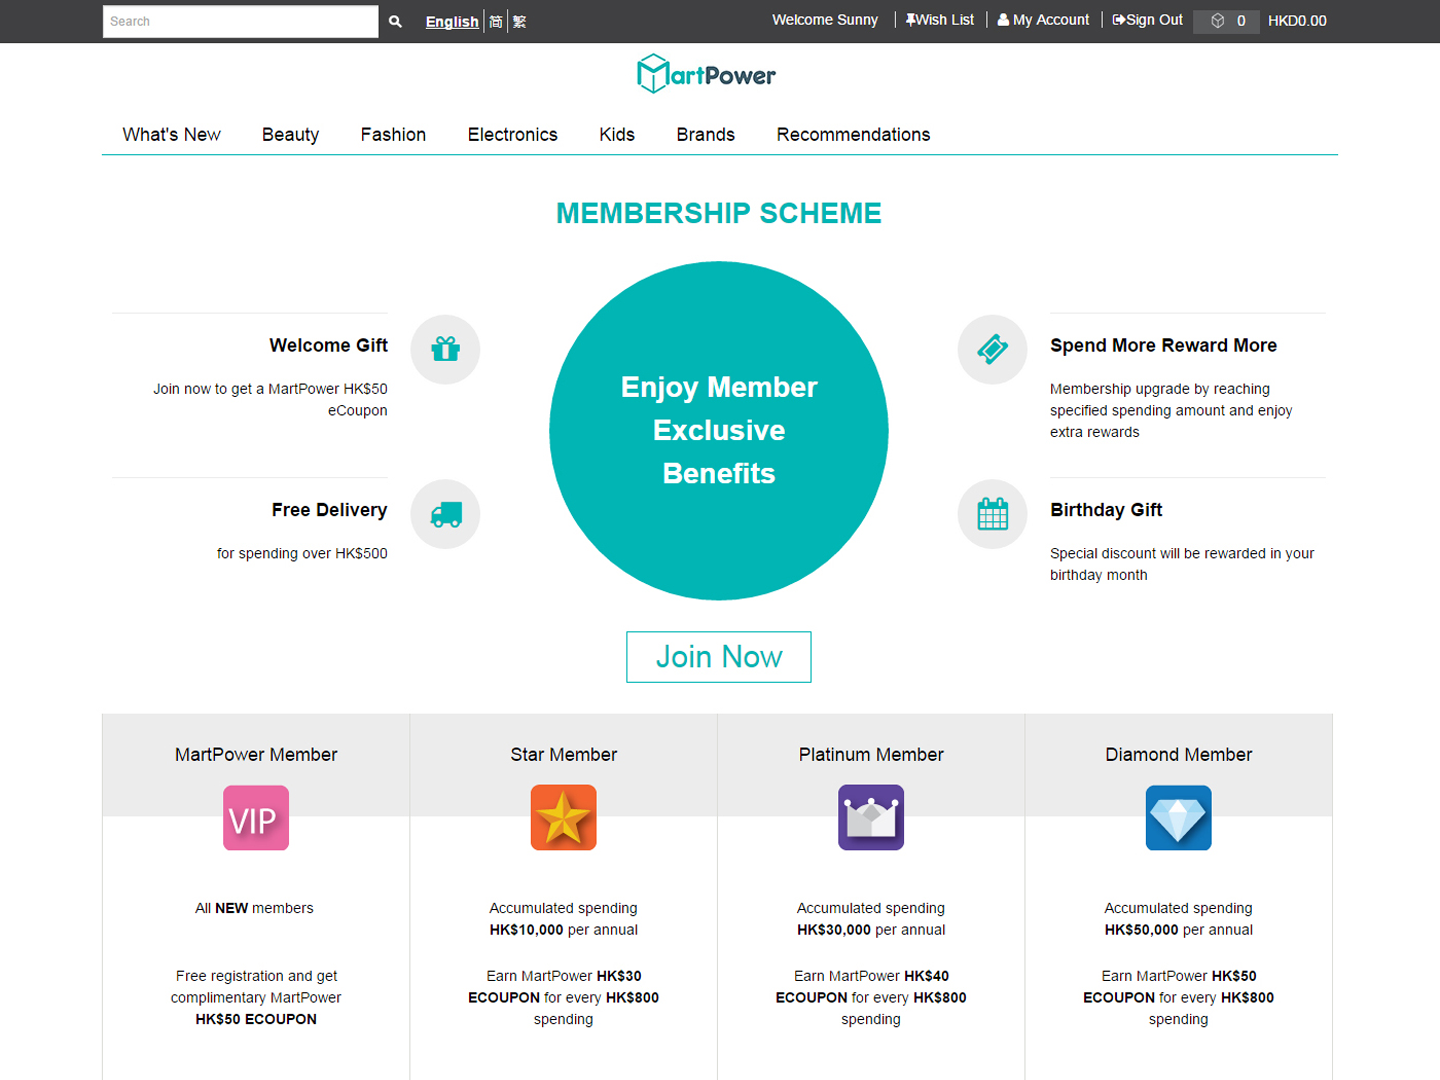 Search
English 简 繁
Welcome Sunny
Wish List
My Account
Sign Out
0
HKD0.00
MartPower
What's New Beauty Fashion Electronics Kids Brands Recommendations
MEMBERSHIP SCHEME
Welcome Gift
Join now to get a MartPower HK$50
eCoupon
Free Delivery
for spending over HK$500
Enjoy Member
Exclusive
Benefits
Spend More Reward More
Membership upgrade by reaching
specified spending amount and enjoy
extra rewards
Birthday Gift
Special discount will be rewarded in your
birthday month
Join Now
MartPower Member
VIP
All NEW members
Free registration and get
complimentary MartPower
HK$50 ECOUPON
Star Member
Accumulated spending
HK$10,000 per annual
Earn MartPower HK$30
ECOUPON for every HK$800
spending
Platinum Member
Accumulated spending
HK$30,000 per annual
Earn MartPower HK$40
ECOUPON for every HK$800
spending
Diamond Member
Accumulated spending
HK$50,000 per annual
Earn MartPower HK$50
ECOUPON for every HK$800
spending